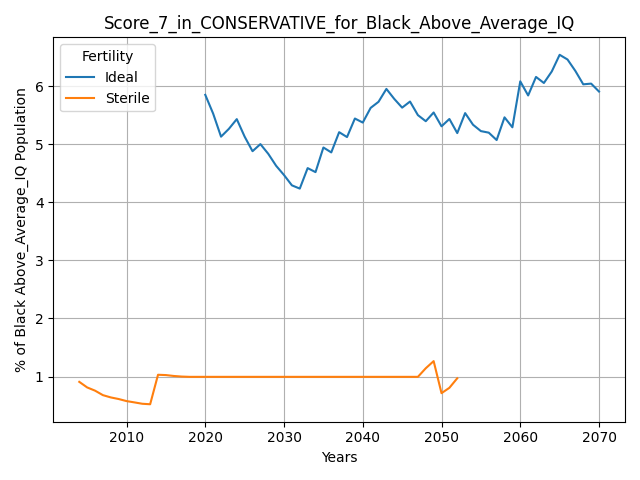 Score_7_in_CONSERVATIVE_for_Black_Above_Average_IQ
Fertility
Ideal
Sterile
% of Black Above_Average_IQ Population
6
5
4
3
2
1
2010 2020 2030 2040 2050 2060 2070
Years